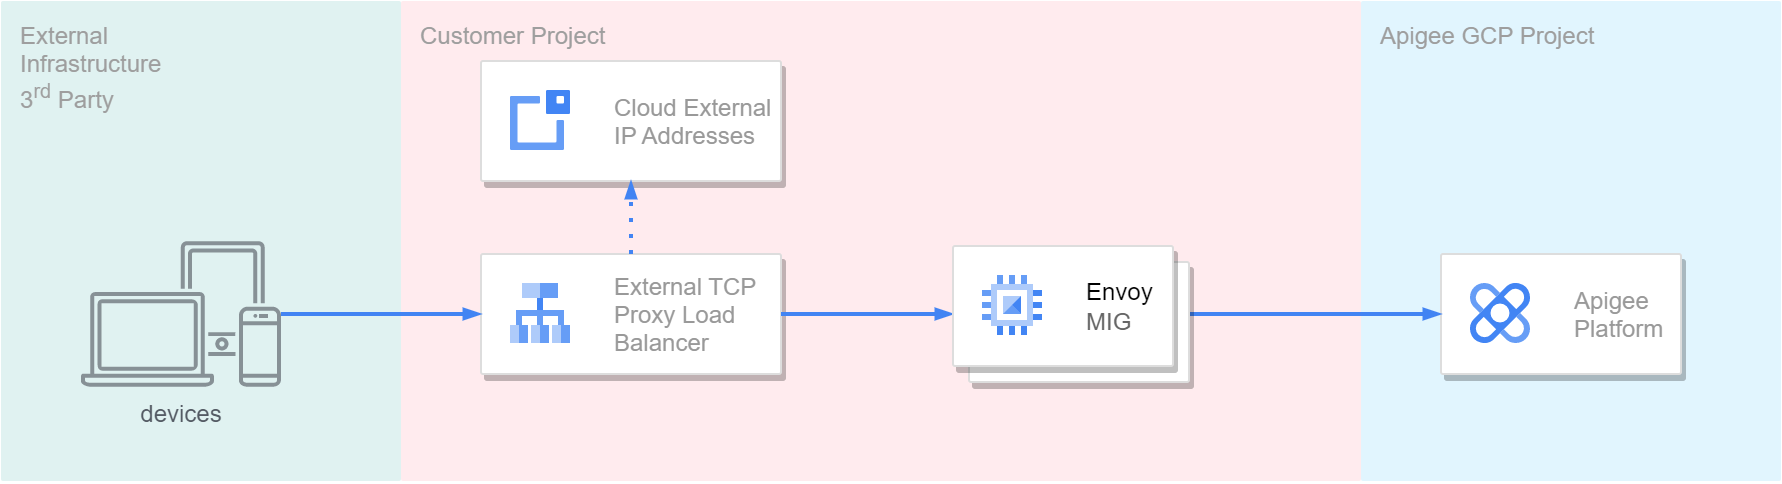 External
Infrastructure
3rd Party
Customer Project
Apigee GCP Project
Cloud External
IP Addresses
External TCP
Proxy Load
Balancer
Envoy
MIG
Apigee
Platform
devices